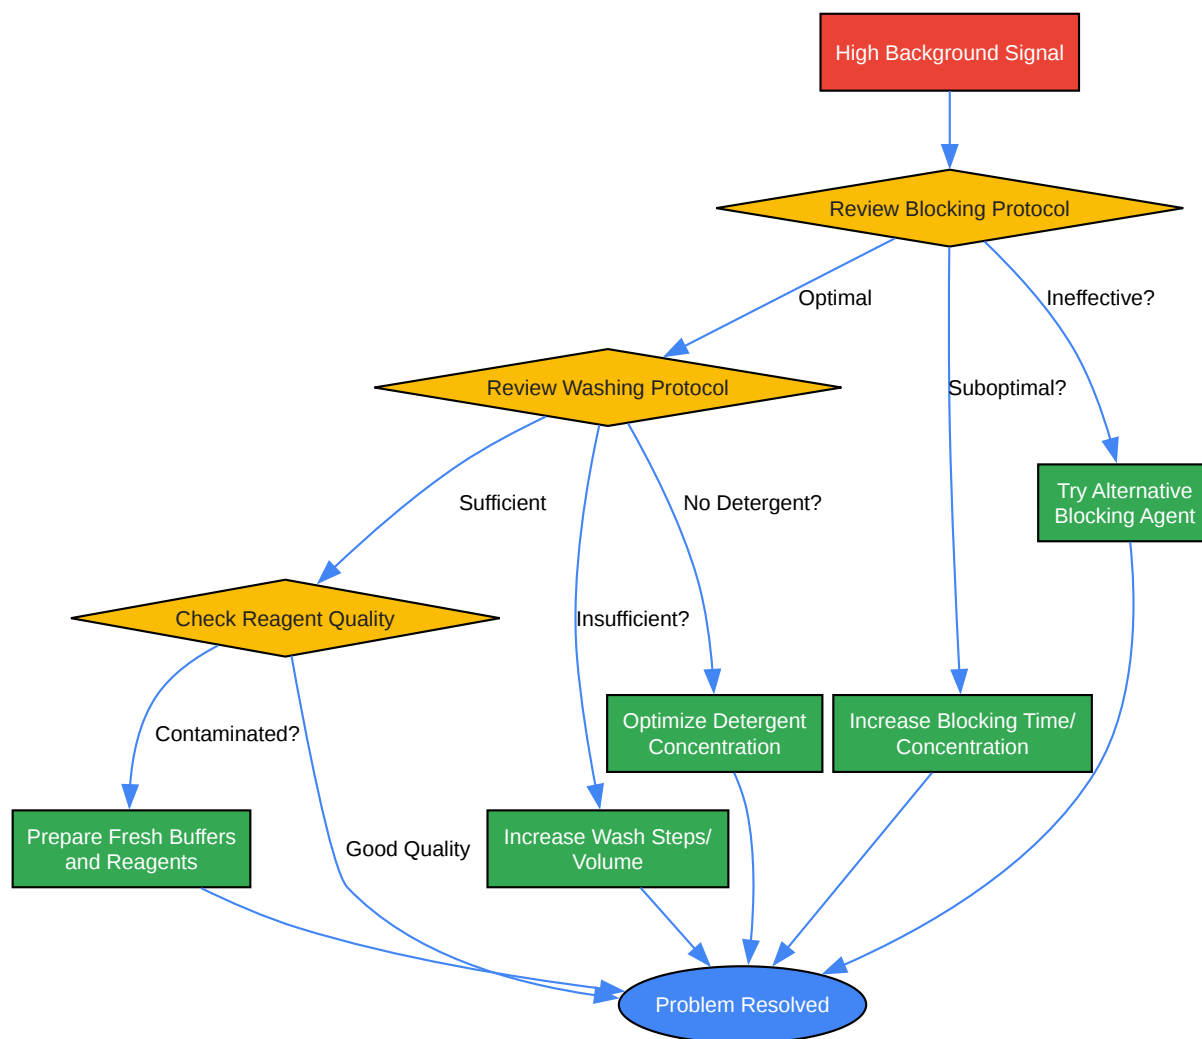 High Background Signal
Review Blocking Protocol
Optimal
Ineffective?
Review Washing Protocol
Suboptimal?
Try Alternative
Blocking Agent
Sufficient
No Detergent?
Check Reagent Quality
Insufficient?
Optimize Detergent
Concentration
Increase Blocking Time/
Concentration
Contaminated?
Prepare Fresh Buffers
and Reagents
Good Quality
Increase Wash Steps/
Volume
Problem Resolved